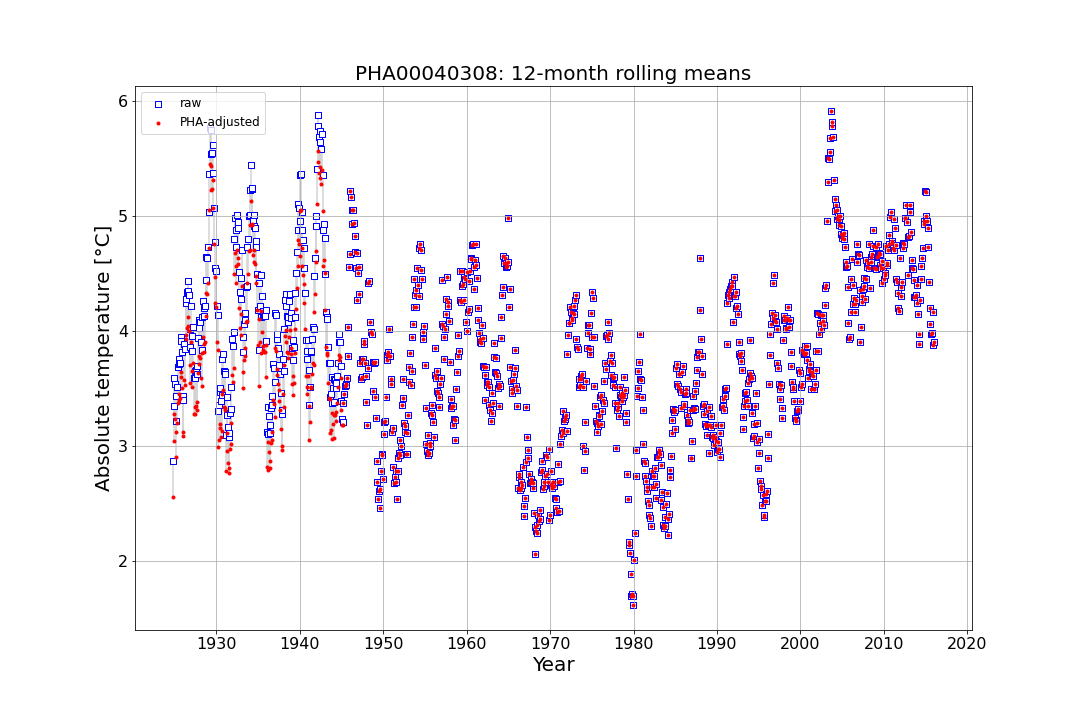 PHA00040308: 12-month rolling means
6
raw
PHA-adjusted
5
4
3
2
Absolute temperature [°C]
1930 1940 1950 1960 1970 1980 1990 2000 2010 2020
Year